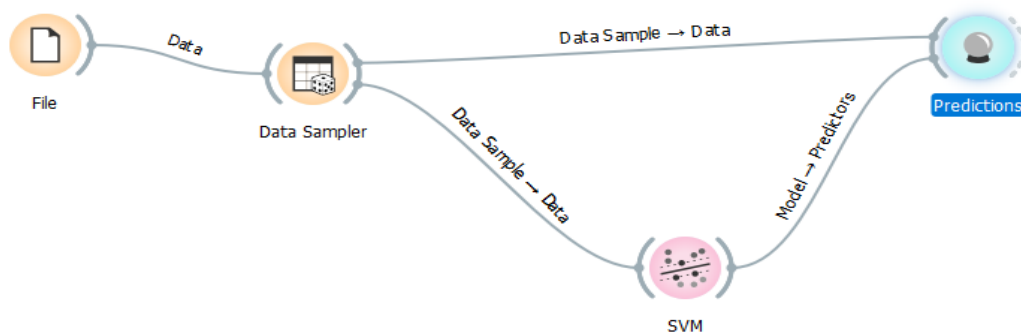 Data
File
Data Sampler
Data Sample → Data
Data Sample → Data
Model → Predictors
Predictions
SVM